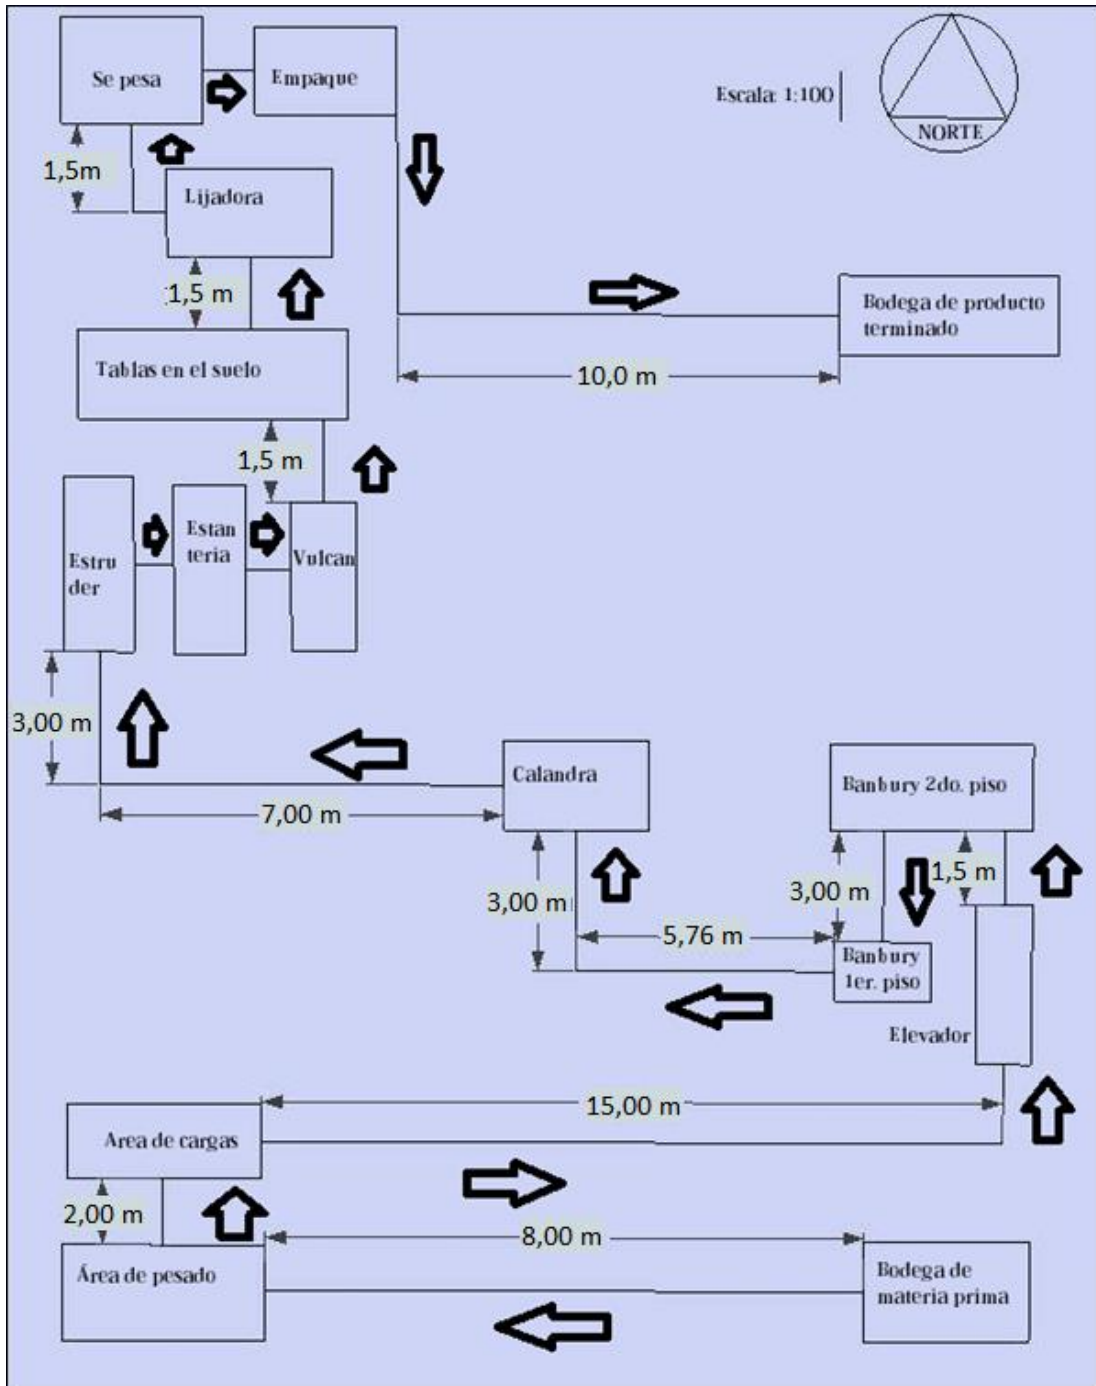 Se pesa
Empaque
Escala: 1:100
NORTE
1,5m
Lijadora
1,5 m
Bodega de producto
terminado
Tablas en el suelo
10,0 m
1,5 m
Estru
der
Estan
teria
Vulcan
3,00 m
7,00 m
Calandra
Banbury 2do. piso
3,00 m
3,00 m
1,5 m
5,76 m
Banbury
1er. piso
Elevador
15,00 m
Area de cargas
2,00 m
8,00 m
Área de pesado
Bodega de
materia prima